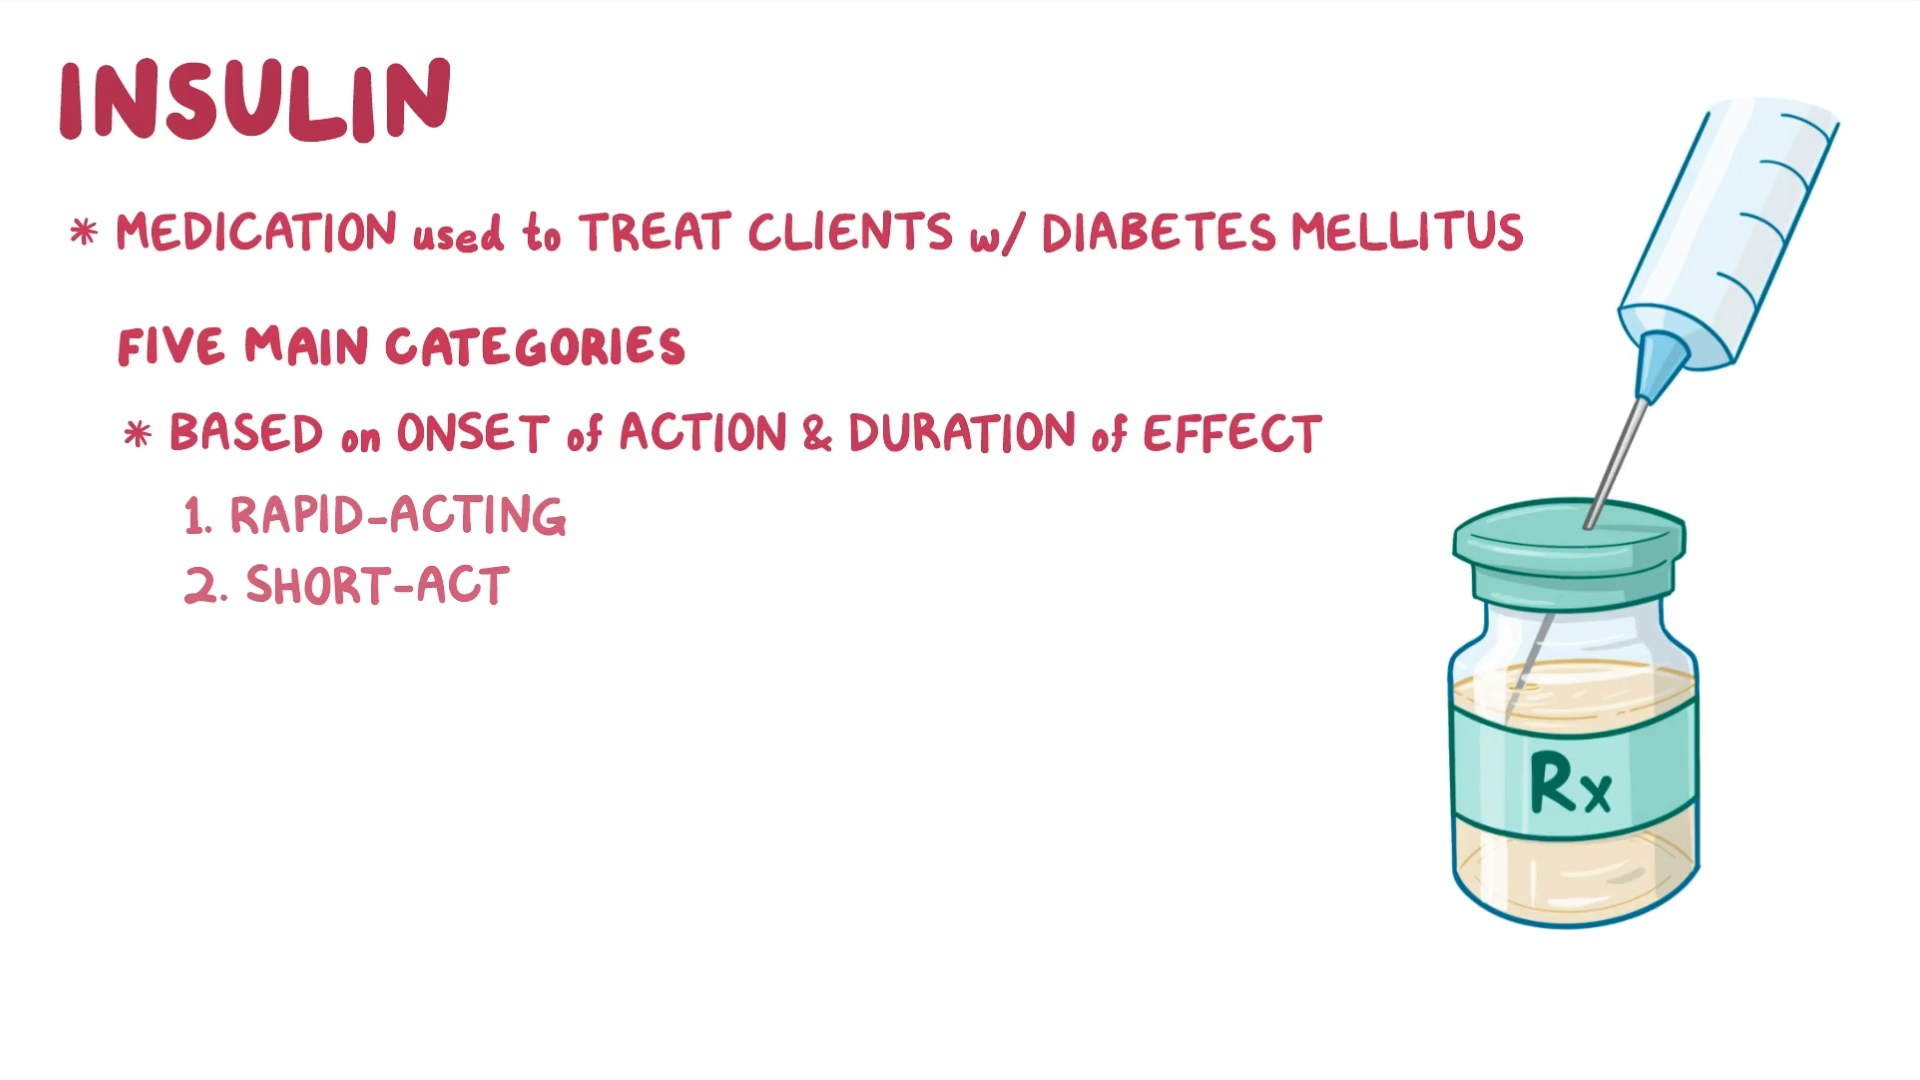 INSULIN
* MEDICATION used to TREAT CLIENTS w/ DIABETES MELLITUS
FIVE MAIN CATEGORIES
* BASED on ONSET of ACTION & DURATION of EFFECT
1. RAPID-ACTING
2. SHORT-ACT
Rx